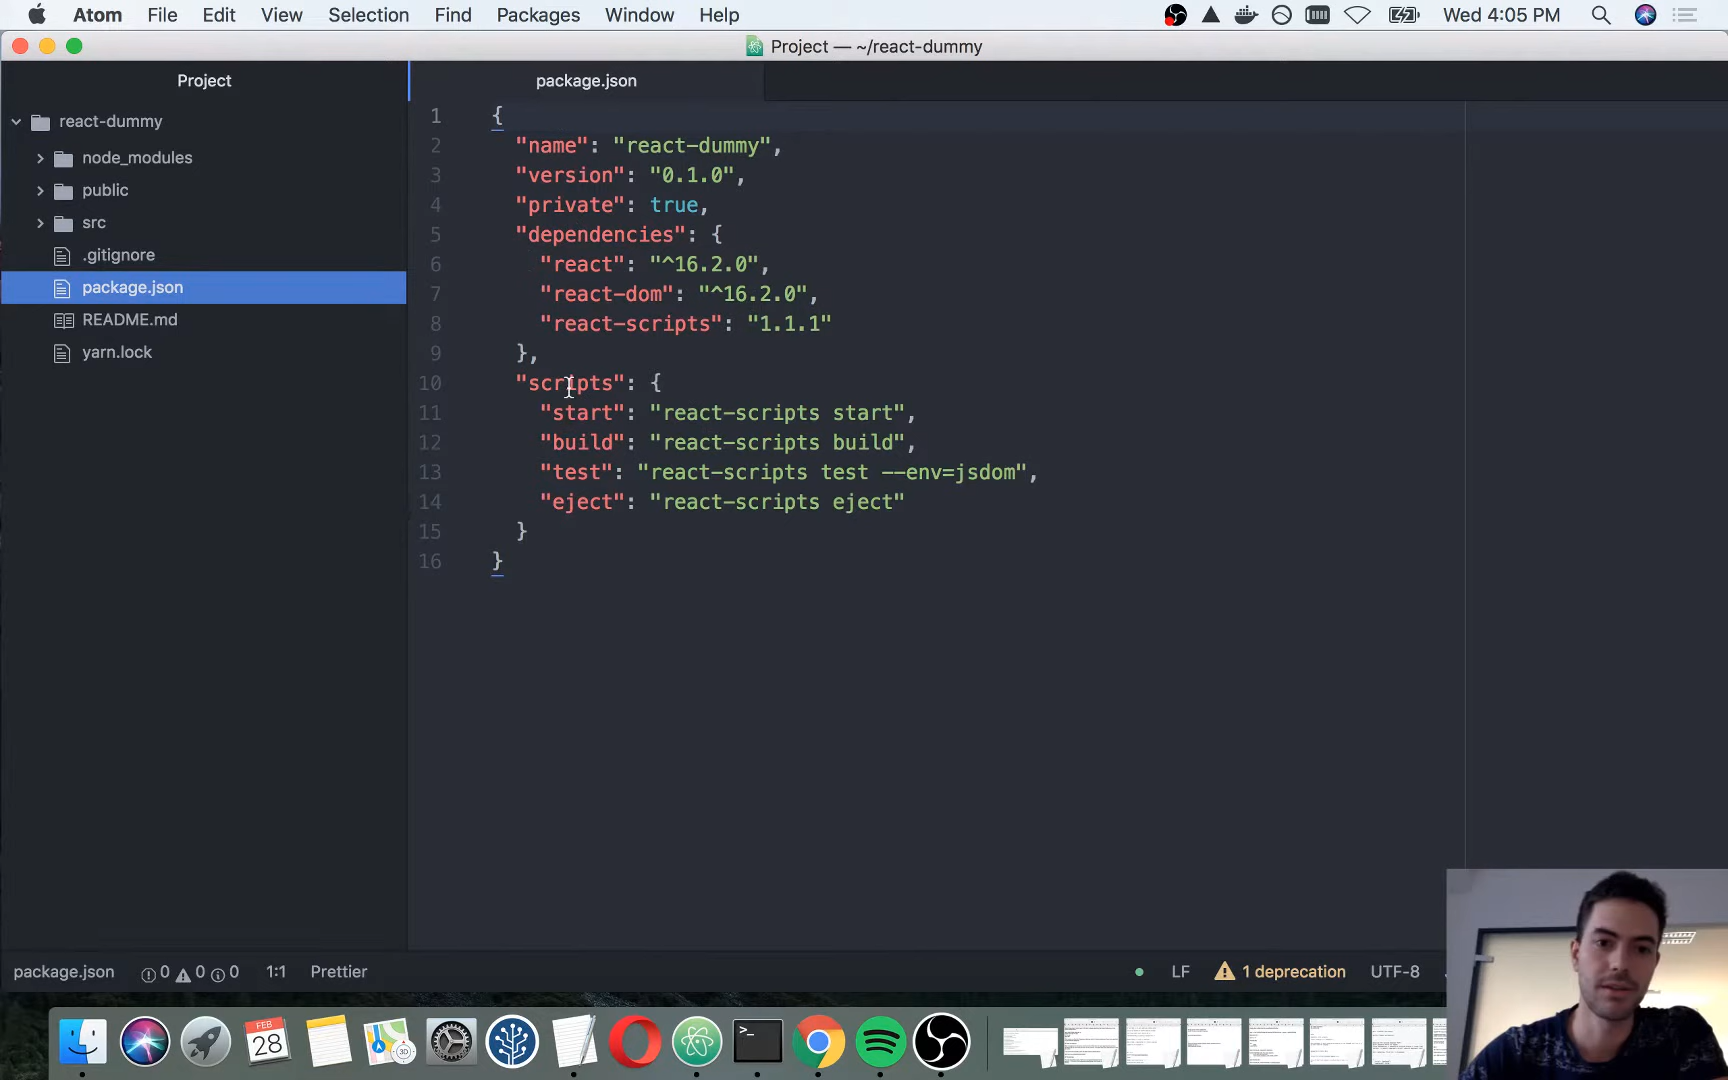 Atom File Edit View Selection Find Packages Window Help Wed 4:05 PM
Project — ~/react-dummy
Project
package.json
react-dummy
node_modules
public
src
.gitignore
package.json
README.md
yarn.lock
1 {
2 "name": "react-dummy",
3 "version": "0.1.0",
4 "private": true,
5 "dependencies": {
6 "react": "^16.2.0",
7 "react-dom": "^16.2.0",
8 "react-scripts": "1.1.1"
9 },
10 "scripts": {
11 "start": "react-scripts start",
12 "build": "react-scripts build",
13 "test": "react-scripts test --env=jsdom",
14 "eject": "react-scripts eject"
15 }
16 }
package.json 0 0 0 1:1 Prettier LF 1 deprecation UTF-8
FEB
28
3D
>_